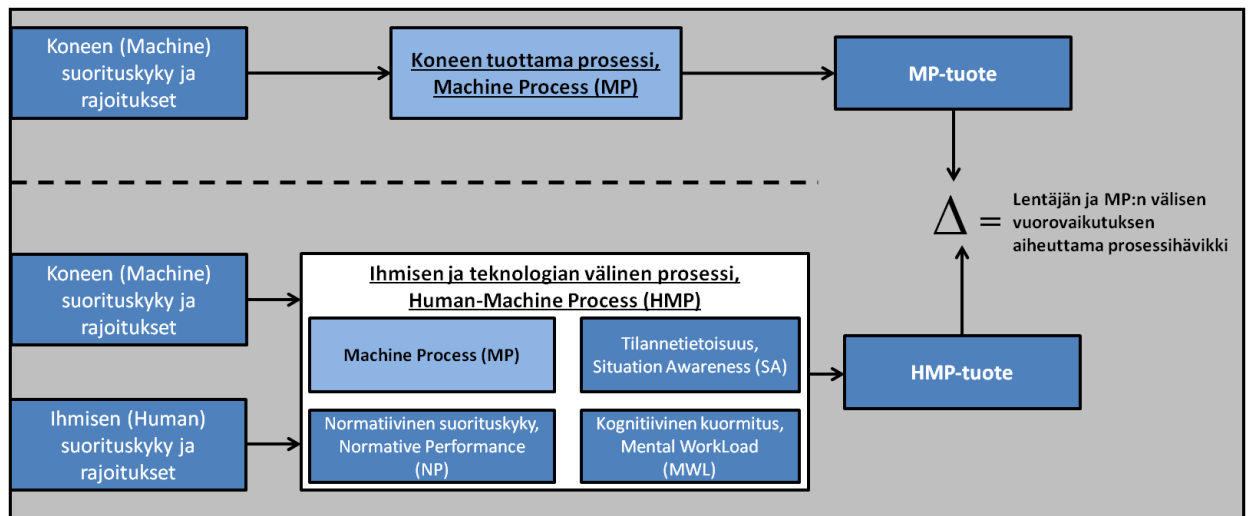 Koneen (Machine)
suorituskyky ja
rajoitukset
Koneen tuottama prosessi,
Machine Process (MP)
MP-tuote
Δ =
Lentäjän ja MP:n välisen
vuorovaikutuksen
aiheuttama prosessihävikki
Koneen (Machine)
suorituskyky ja
rajoitukset
Ihmisen (Human)
suorituskyky ja
rajoitukset
Ihmisen ja teknologian välinen prosessi,
Human-Machine Process (HMP)
Machine Process (MP)
Tilannetietoisuus,
Situation Awareness (SA)
Normatiivinen suorituskyky,
Normative Performance
(NP)
Kognitiivinen kuormitus,
Mental WorkLoad
(MWL)
HMP-tuote